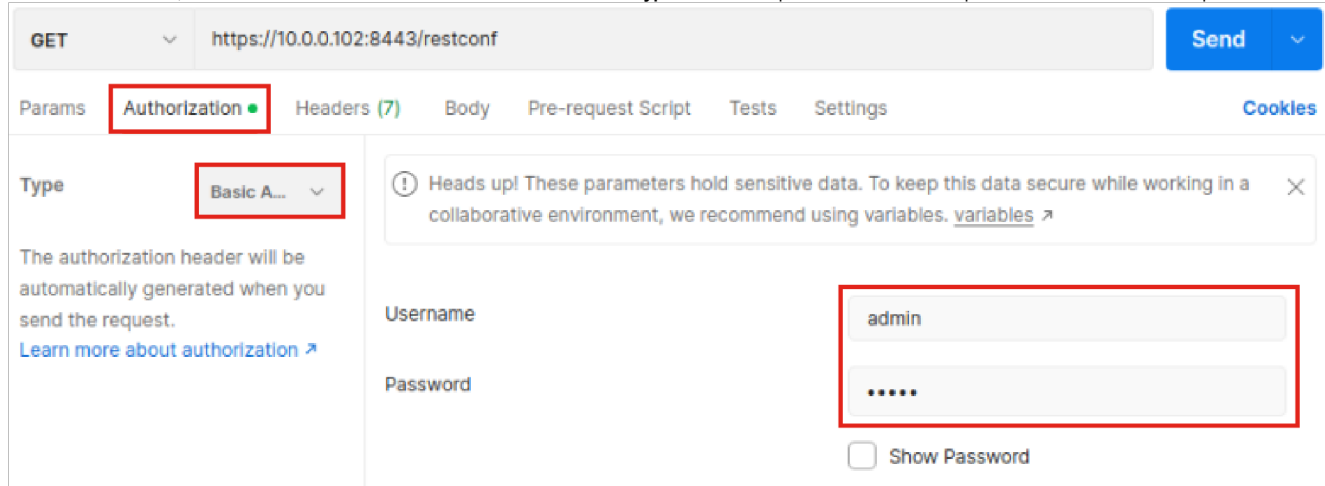 GET https://10.0.0.102:8443/restconf Send
Params Authorization Headers (7) Body Pre-request Script Tests Settings Cookies
Type Basic A...
The authorization header will be
automatically generated when you
send the request.
Learn more about authorization ↗
Heads up! These parameters hold sensitive data. To keep this data secure while working in a
collaborative environment, we recommend using variables. variables ↗
Username admin
Password •••••
Show Password